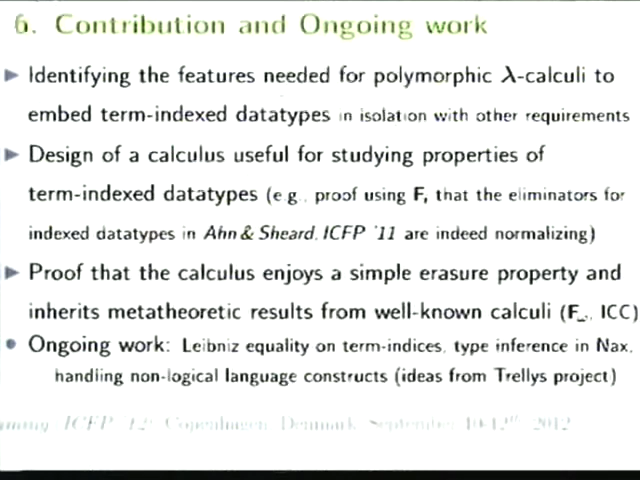 6. Contribution and Ongoing work
▶ Identifying the features needed for polymorphic λ-calculi to
embed term-indexed datatypes in isolation with other requirements
▶ Design of a calculus useful for studying properties of
term-indexed datatypes (e.g., proof using Fᵢ that the eliminators for
indexed datatypes in Ahn & Sheard, ICFP '11 are indeed normalizing)
▶ Proof that the calculus enjoys a simple erasure property and
inherits metatheoretic results from well-known calculi (F ICC)
• Ongoing work: Leibniz equality on term-indices, type inference in Nax,
handling non-logical language constructs (ideas from Trellys project)
ICFP '12, Copenhagen, Denmark, September 10-12th, 2012